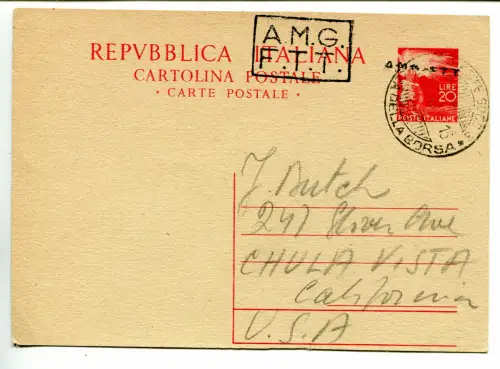 A.M.G.
F.T.T.
REPVBBLICA ITALIANA
CARTOLINA POSTALE
• CARTE POSTALE •
AMG-FTT
LIRE
20
POSTE ITALIANE
DELLA BORSA *
J. Butch
247 Ave
CHULA VISTA
California
U.S.A